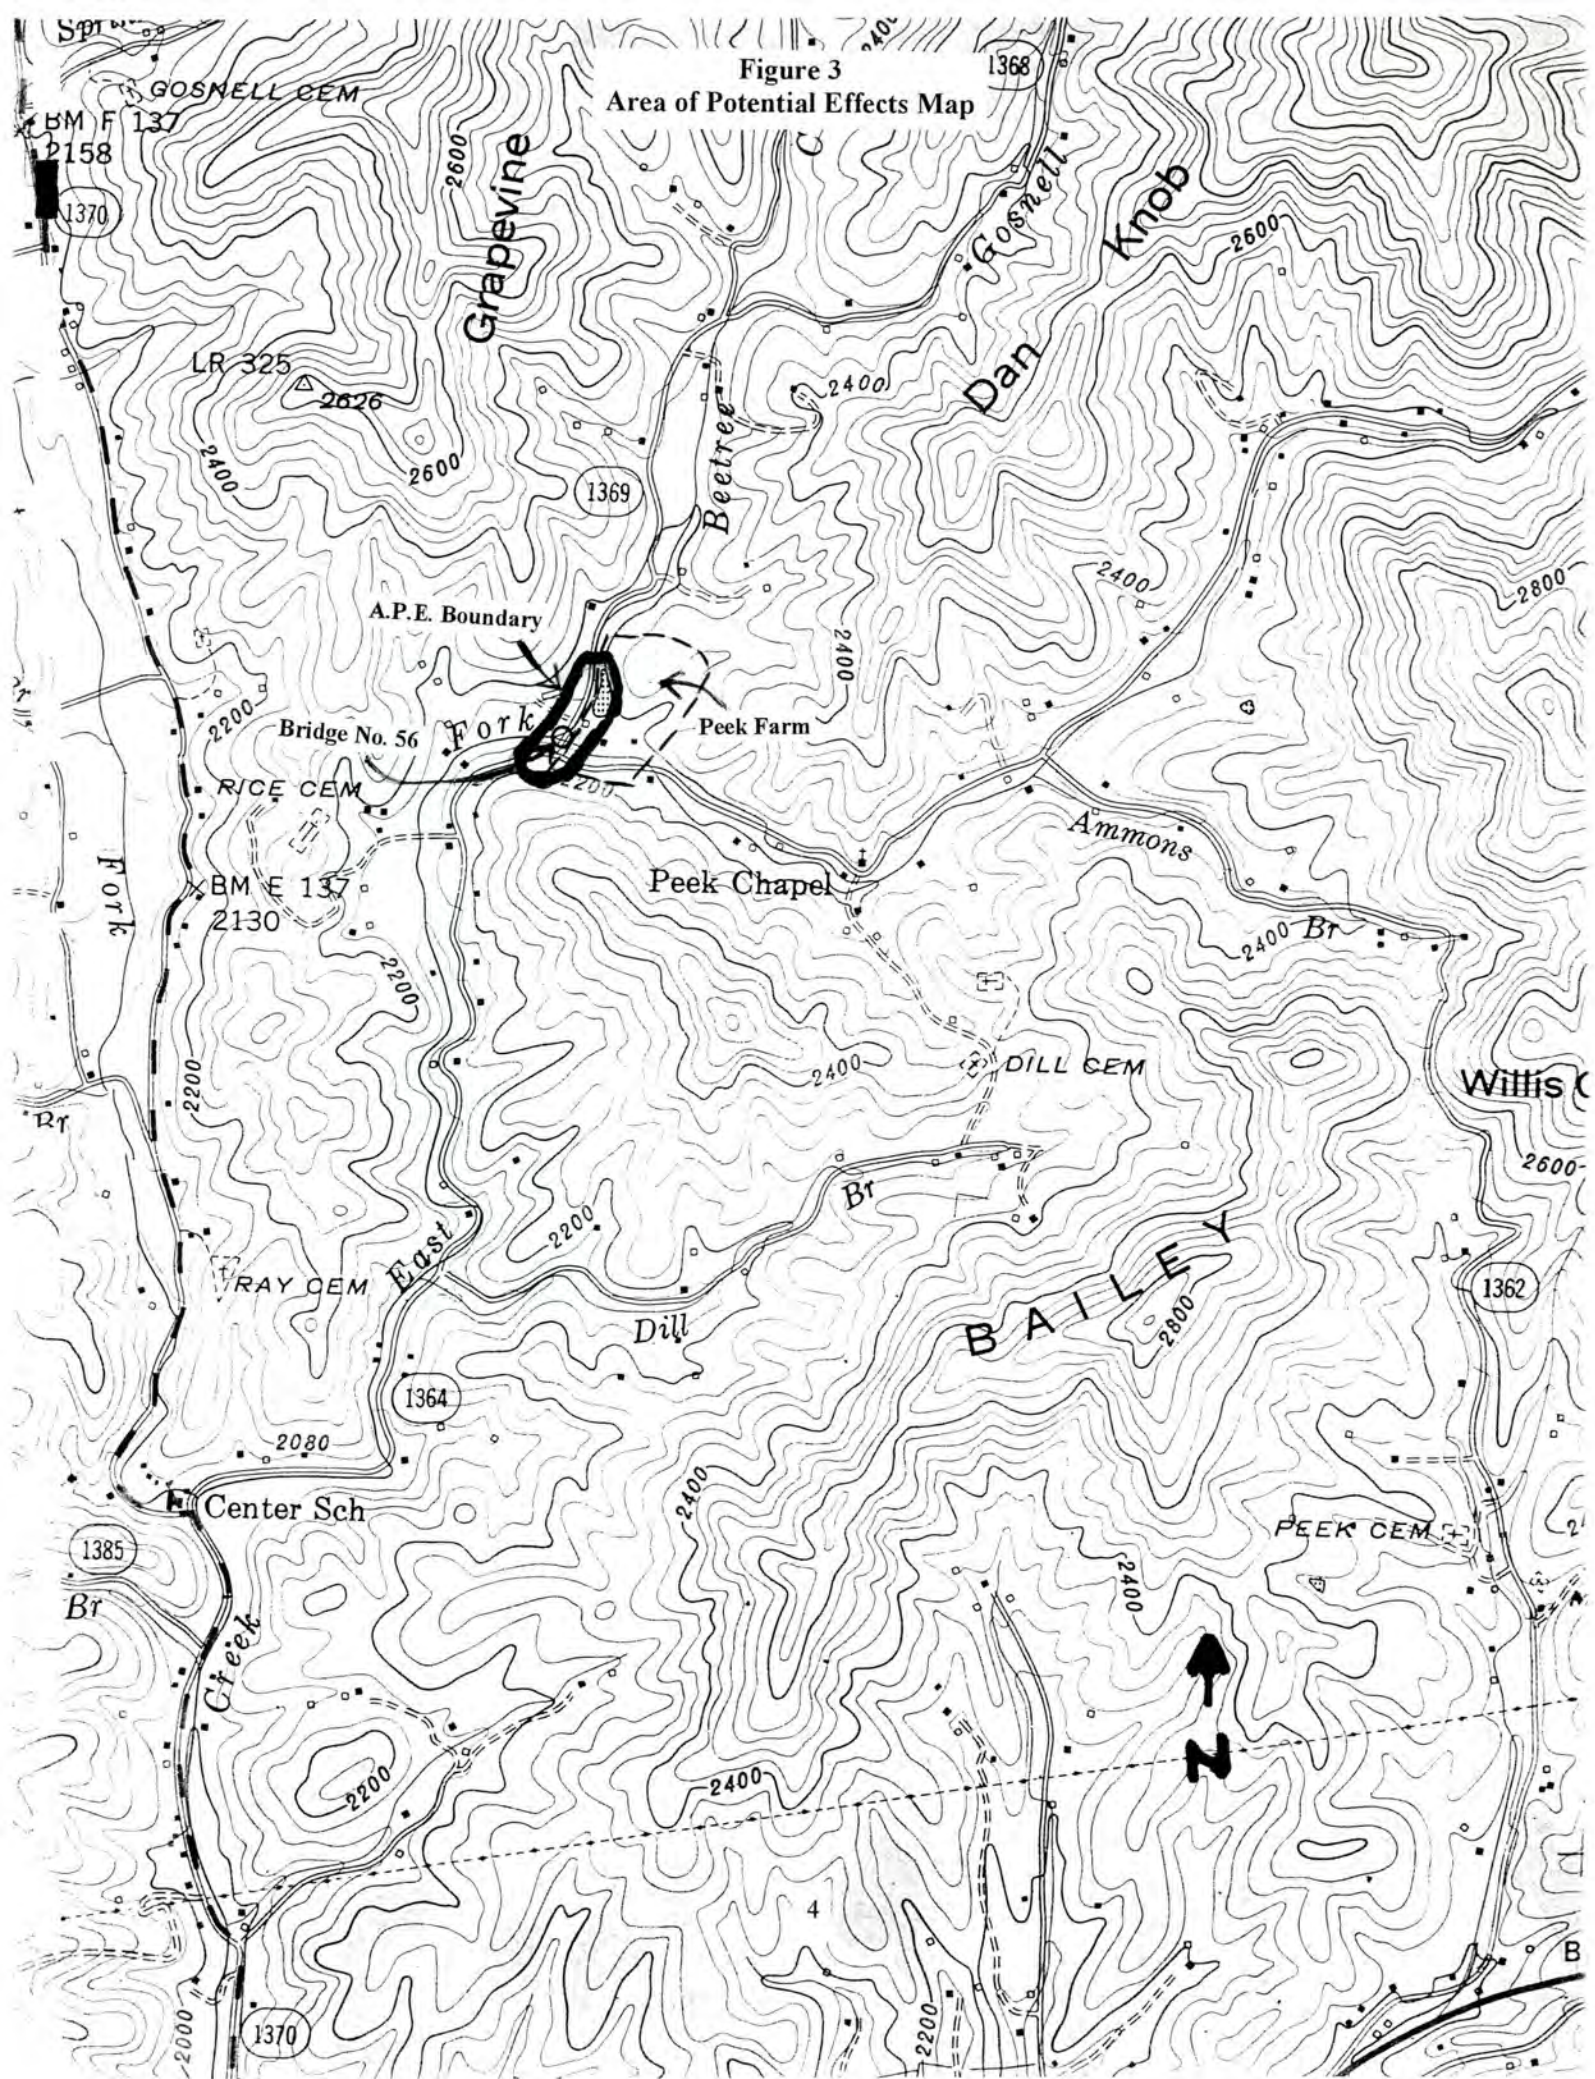 Figure 3
Area of Potential Effects Map
1368
2400
GOSNELL CEM
BM F 137
2158
1370
2600
Grapevine
Gosnell
Dan Knob
2600
LR 325
2626
2400
2600
2400
1369
Beetree
2400
2800
A.P.E. Boundary
2400
2200
Bridge No. 56
Fork
Peek Farm
2200
RICE CEM
Ammons
Fork
BM E 137
2130
Peek Chapel
2400
Br
2200
2200
2400
DILL CEM
Willis
Br
2600
Br
2200
East
RAY CEM
BAILEY
2800
1362
Dill
1364
2080
2400
Center Sch
PEEK CEM
1385
2400
Br
Creek
N
2200
2400
4
B
2000
1370
2200